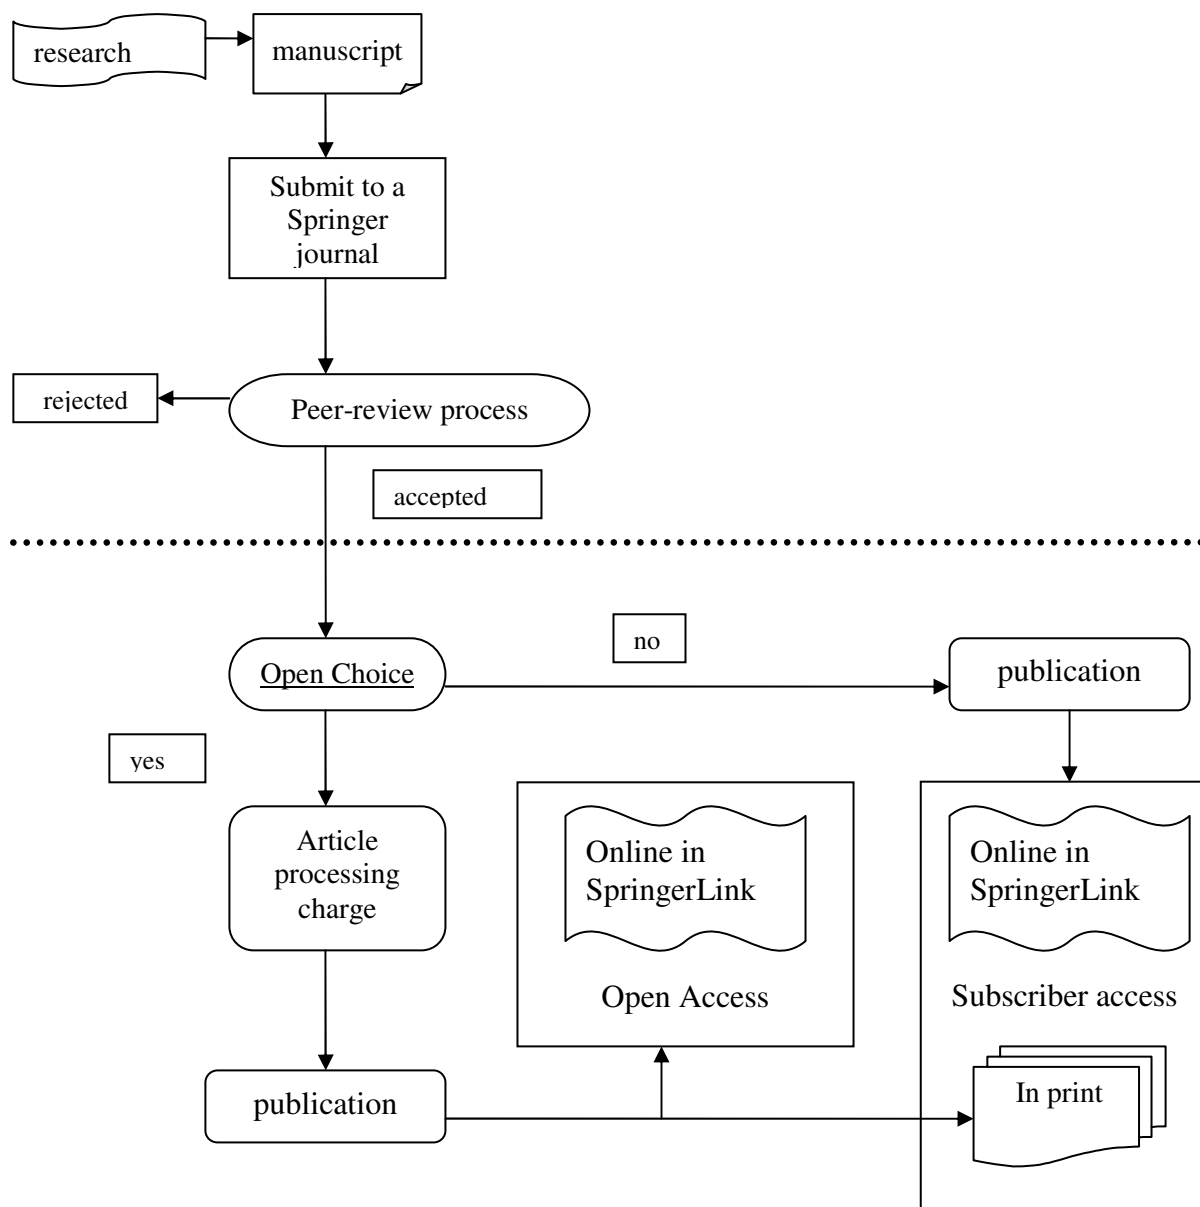 research
manuscript
Submit to a
Springer
journal
rejected
Peer-review process
accepted
no
Open Choice
publication
yes
Article
processing
charge
Online in
SpringerLink
Open Access
Online in
SpringerLink
Subscriber access
publication
In print